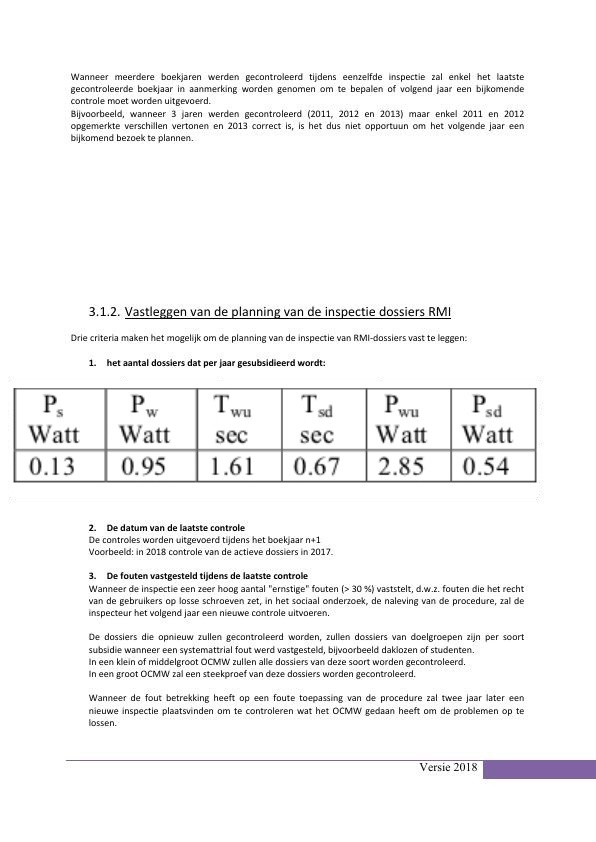 Wanneer meerdere boekjaren werden gecontroleerd tijdens eenzelfde inspectie zal enkel het laatste
gecontroleerde boekjaar in aanmerking worden genomen om te bepalen of volgend jaar een bijkomende
controle moet worden uitgevoerd.
Bijvoorbeeld, wanneer 3 jaren werden gecontroleerd (2011, 2012 en 2013) maar enkel 2011 en 2012
opgemerkte verschillen vertonen en 2013 correct is, is het dus niet opportuun om het volgende jaar een
bijkomend bezoek te plannen.
3.1.2. Vastleggen van de planning van de inspectie dossiers RMI
Drie criteria maken het mogelijk om de planning van de inspectie van RMI-dossiers vast te leggen:
1. het aantal dossiers dat per jaar gesubsidieerd wordt:
Ps Pw Twu Tsd Pwu Psd
Watt Watt sec sec Watt Watt
0.13 0.95 1.61 0.67 2.85 0.54
2. De datum van de laatste controle
De controles worden uitgevoerd tijdens het boekjaar n+1
Voorbeeld: in 2018 controle van de actieve dossiers in 2017.
3. De fouten vastgesteld tijdens de laatste controle
Wanneer de inspectie een zeer hoog aantal "ernstige" fouten (> 30 %) vaststelt, d.w.z. fouten die het recht
van de gebruikers op losse schroeven zet, in het sociaal onderzoek, de naleving van de procedure, zal de
inspecteur het volgend jaar een nieuwe controle uitvoeren.
De dossiers die opnieuw zullen gecontroleerd worden, zullen dossiers van doelgroepen zijn per soort
subsidie wanneer een systemattrial fout werd vastgesteld, bijvoorbeeld daklozen of studenten.
In een klein of middelgroot OCMW zullen alle dossiers van deze soort worden gecontroleerd.
In een groot OCMW zal een steekproef van deze dossiers worden gecontroleerd.
Wanneer de fout betrekking heeft op een foute toepassing van de procedure zal twee jaar later een
nieuwe inspectie plaatsvinden om te controleren wat het OCMW gedaan heeft om de problemen op te
lossen.
Versie 2018